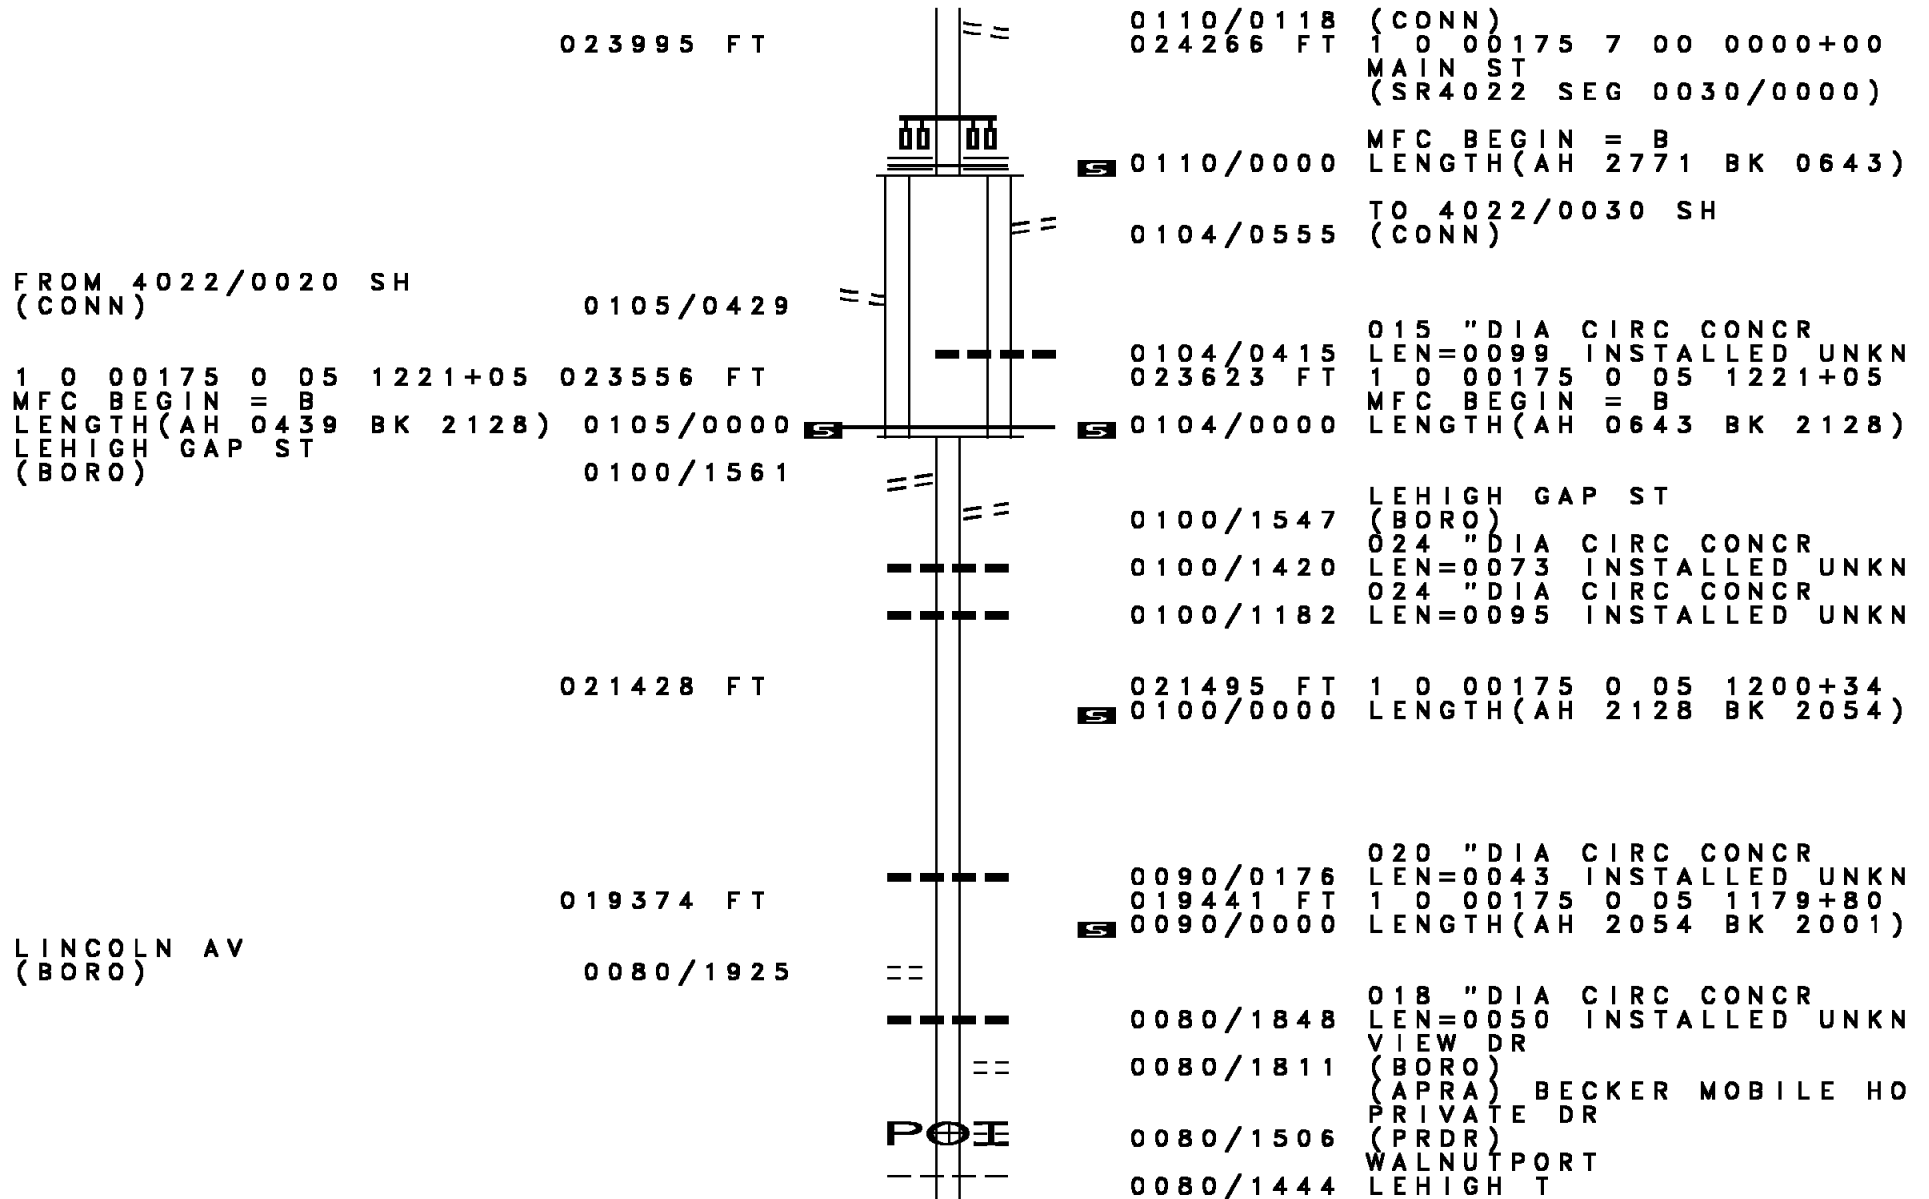 0110/0118 (CONN)
023995 FT 024266 FT 1 0 00175 7 00 0000+00
MAIN ST
(SR4022 SEG 0030/0000)
MFC BEGIN = B
S 0110/0000 LENGTH(AH 2771 BK 0643)
TO 4022/0030 SH
0104/0555 (CONN)
FROM 4022/0020 SH
(CONN) 0105/0429
015 "DIA CIRC CONCR
0104/0415 LEN=0099 INSTALLED UNKN
1 0 00175 0 05 1221+05 023556 FT 023623 FT 1 0 00175 0 05 1221+05
MFC BEGIN = B MFC BEGIN = B
LENGTH(AH 0439 BK 2128) 0105/0000 S S 0104/0000 LENGTH(AH 0643 BK 2128)
LEHIGH GAP ST
(BORO) 0100/1561
LEHIGH GAP ST
0100/1547 (BORO)
024 "DIA CIRC CONCR
0100/1420 LEN=0073 INSTALLED UNKN
024 "DIA CIRC CONCR
0100/1182 LEN=0095 INSTALLED UNKN
021428 FT 021495 FT 1 0 00175 0 05 1200+34
S 0100/0000 LENGTH(AH 2128 BK 2054)
020 "DIA CIRC CONCR
0090/0176 LEN=0043 INSTALLED UNKN
019374 FT 019441 FT 1 0 00175 0 05 1179+80
S 0090/0000 LENGTH(AH 2054 BK 2001)
LINCOLN AV
(BORO) 0080/1925
018 "DIA CIRC CONCR
0080/1848 LEN=0050 INSTALLED UNKN
VIEW DR
0080/1811 (BORO)
(APRA) BECKER MOBILE HO
PRIVATE DR
POI 0080/1506 (PRDR)
WALNUTPORT
0080/1444 LEHIGH T